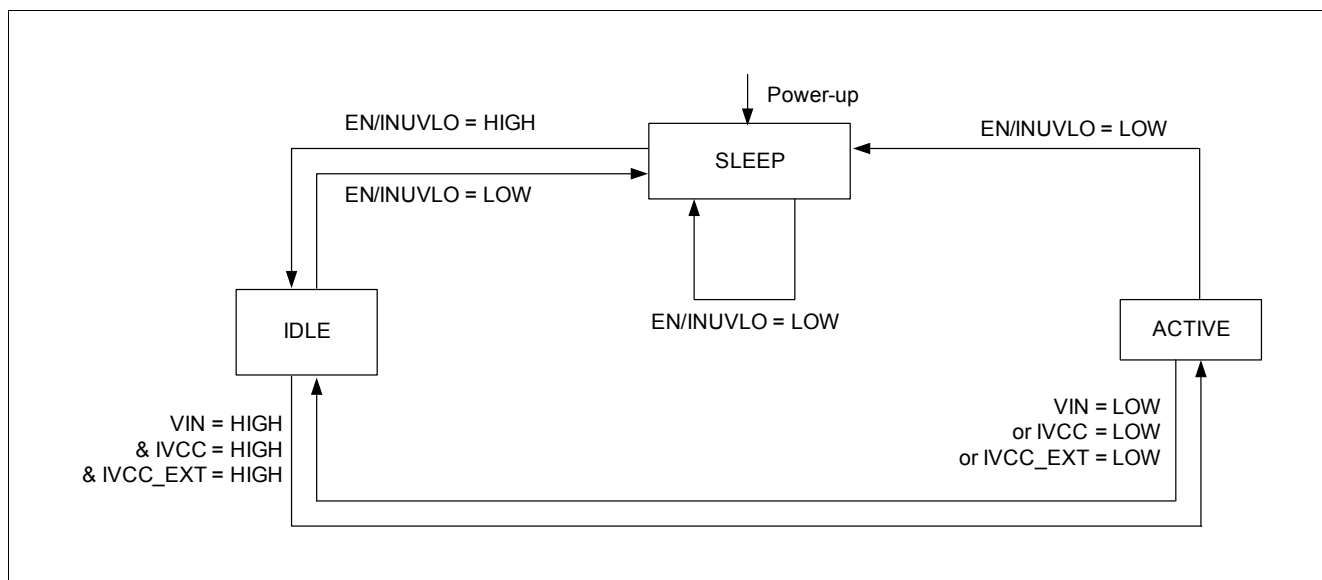 Power-up
EN/INUVLO = HIGH
EN/INUVLO = LOW
SLEEP
EN/INUVLO = LOW
EN/INUVLO = LOW
IDLE
ACTIVE
VIN = HIGH
& IVCC = HIGH
& IVCC_EXT = HIGH
VIN = LOW
or IVCC = LOW
or IVCC_EXT = LOW